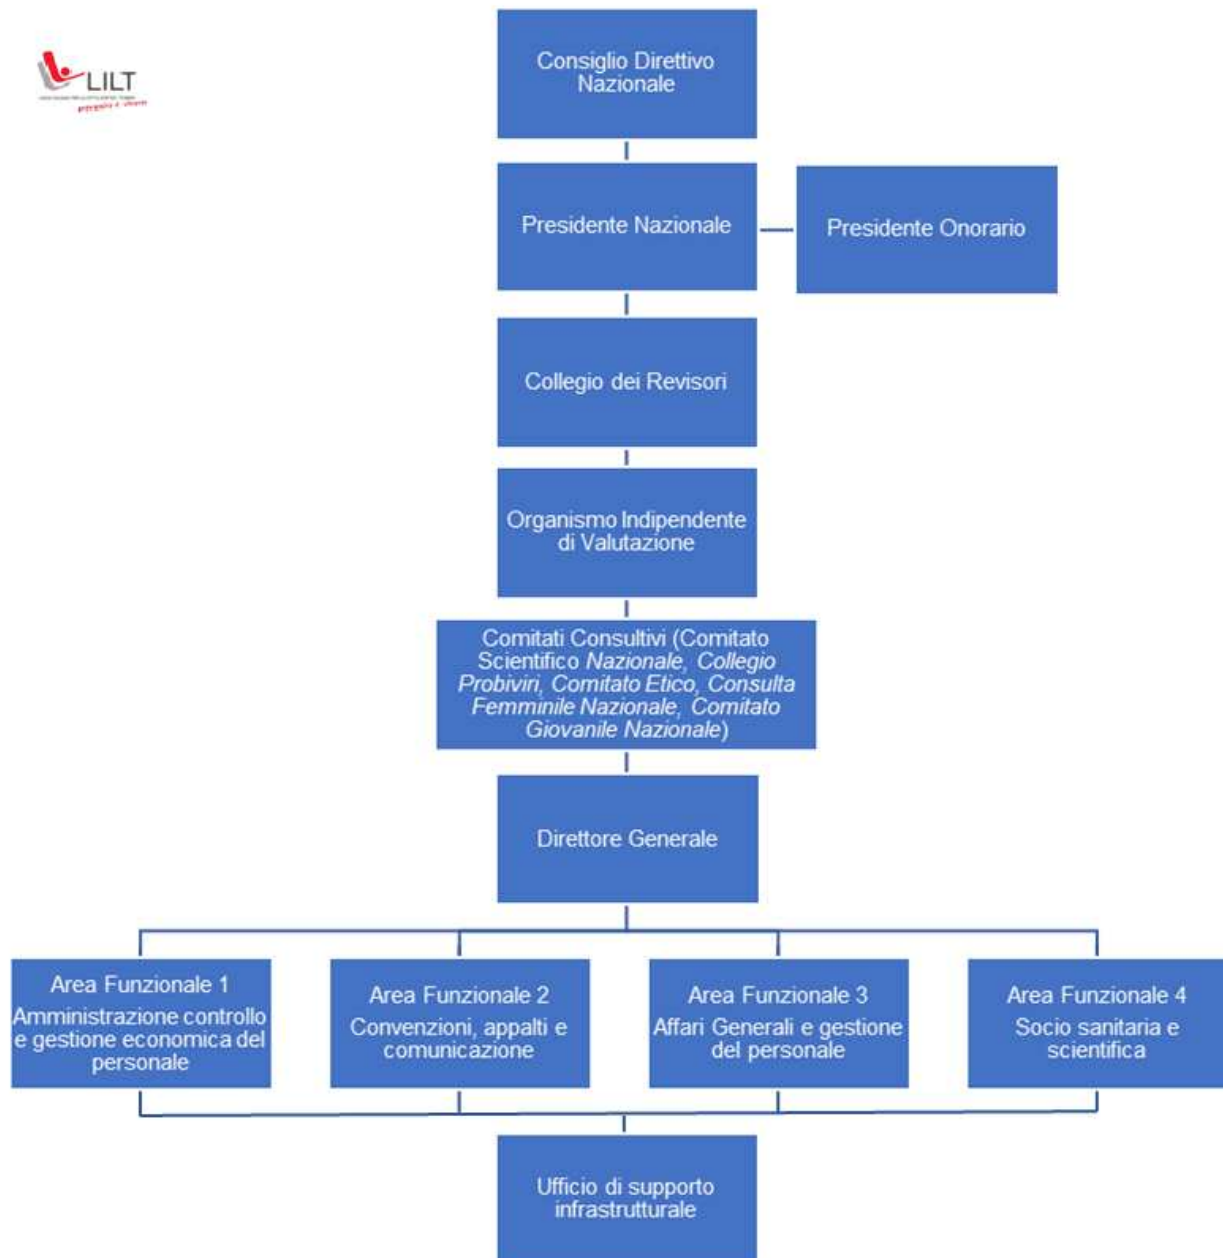 LILT
prevenire è vivere
Consiglio Direttivo
Nazionale
Presidente Nazionale
Presidente Onorario
Collegio dei Revisori
Organismo Indipendente
di Valutazione
Comitati Consultivi (Comitato
Scientifico Nazionale, Collegio
Probiviri, Comitato Etico, Consulta
Femminile Nazionale, Comitato
Giovanile Nazionale)
Direttore Generale
Area Funzionale 1
Amministrazione controllo
e gestione economica del
personale
Area Funzionale 2
Convenzioni, appalti e
comunicazione
Area Funzionale 3
Affari Generali e gestione
del personale
Area Funzionale 4
Socio sanitaria e
scientifica
Ufficio di supporto
infrastrutturale